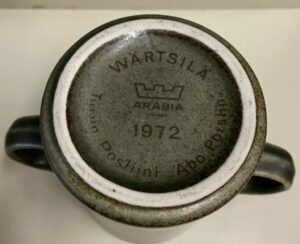 WÄRTSILÄ
ARABIA
1972
Turun Posliini Åbo Porslin